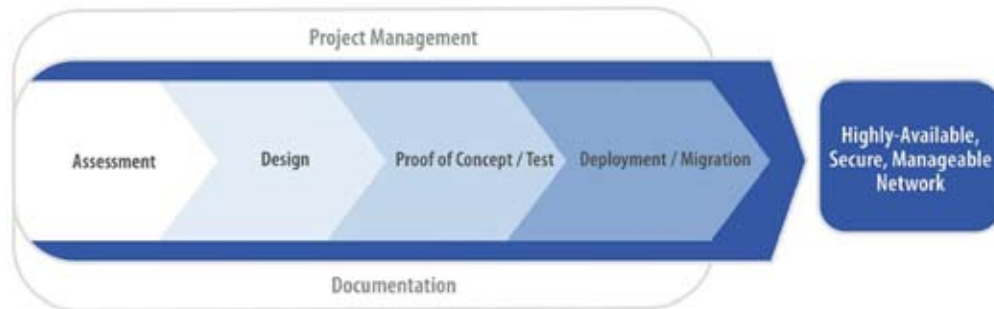 Project Management
Assessment
Design
Proof of Concept / Test
Deployment / Migration
Highly-Available,
Secure, Manageable
Network
Documentation